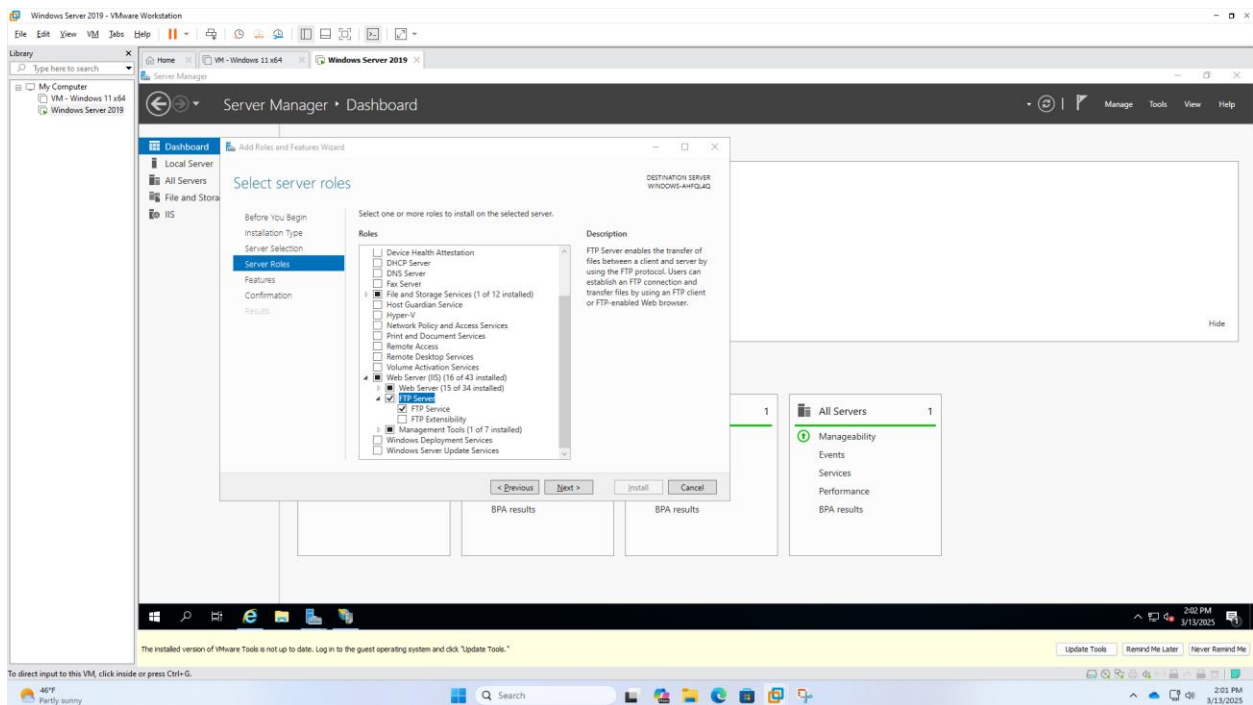 Windows Server 2019 - VMware Workstation
File Edit View VM Tabs Help
Library
Type here to search
My Computer
VM - Windows 11 x64
Windows Server 2019
Home
VM - Windows 11 x64
Windows Server 2019
Server Manager
Server Manager • Dashboard
Manage Tools View Help
Dashboard
Local Server
All Servers
File and Stora
IIS
Add Roles and Features Wizard
Select server roles
DESTINATION SERVER
WINDOWS-AHFQL4Q
Before You Begin
Installation Type
Server Selection
Server Roles
Features
Confirmation
Results
Select one or more roles to install on the selected server.
Roles
Device Health Attestation
DHCP Server
DNS Server
Fax Server
File and Storage Services (1 of 12 installed)
Host Guardian Service
Hyper-V
Network Policy and Access Services
Print and Document Services
Remote Access
Remote Desktop Services
Volume Activation Services
Web Server (IIS) (16 of 43 installed)
Web Server (15 of 34 installed)
FTP Server
FTP Service
FTP Extensibility
Management Tools (1 of 7 installed)
Windows Deployment Services
Windows Server Update Services
Description
FTP Server enables the transfer of
files between a client and server by
using the FTP protocol. Users can
establish an FTP connection and
transfer files by using an FTP client
or FTP-enabled Web browser.
< Previous Next > Install Cancel
Hide
1
All Servers 1
Manageability
Events
Services
Performance
BPA results
BPA results
BPA results
2:02 PM
3/13/2025
The installed version of VMware Tools is not up to date. Log in to the guest operating system and click "Update Tools."
Update Tools Remind Me Later Never Remind Me
To direct input to this VM, click inside or press Ctrl+G.
46°F
Partly sunny
Search
2:01 PM
3/13/2025